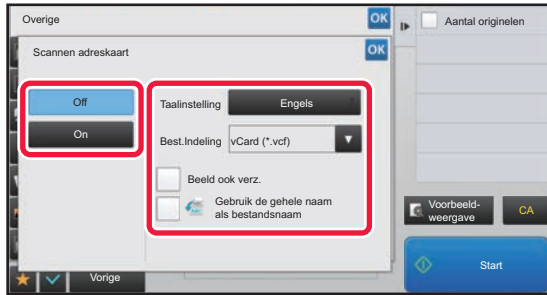 Overige
OK
Aantal originelen
Scannen adreskaart
OK
Off
On
Taalinstelling
Engels
Best.Indeling
vCard (*.vcf)
Beeld ook verz.
Gebruik de gehele naam
als bestandsnaam
Voorbeeld-
weergave
CA
Start
Vorige